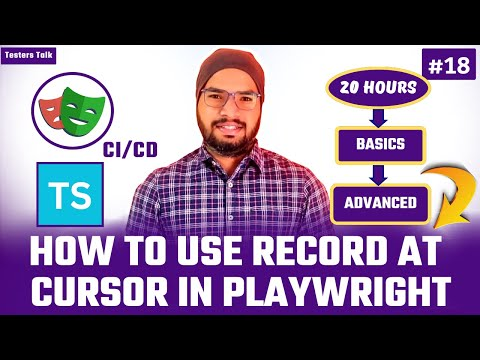 Testers Talk
#18
20 HOURS
CI/CD
BASICS
TS
ADVANCED
HOW TO USE RECORD AT
CURSOR IN PLAYWRIGHT